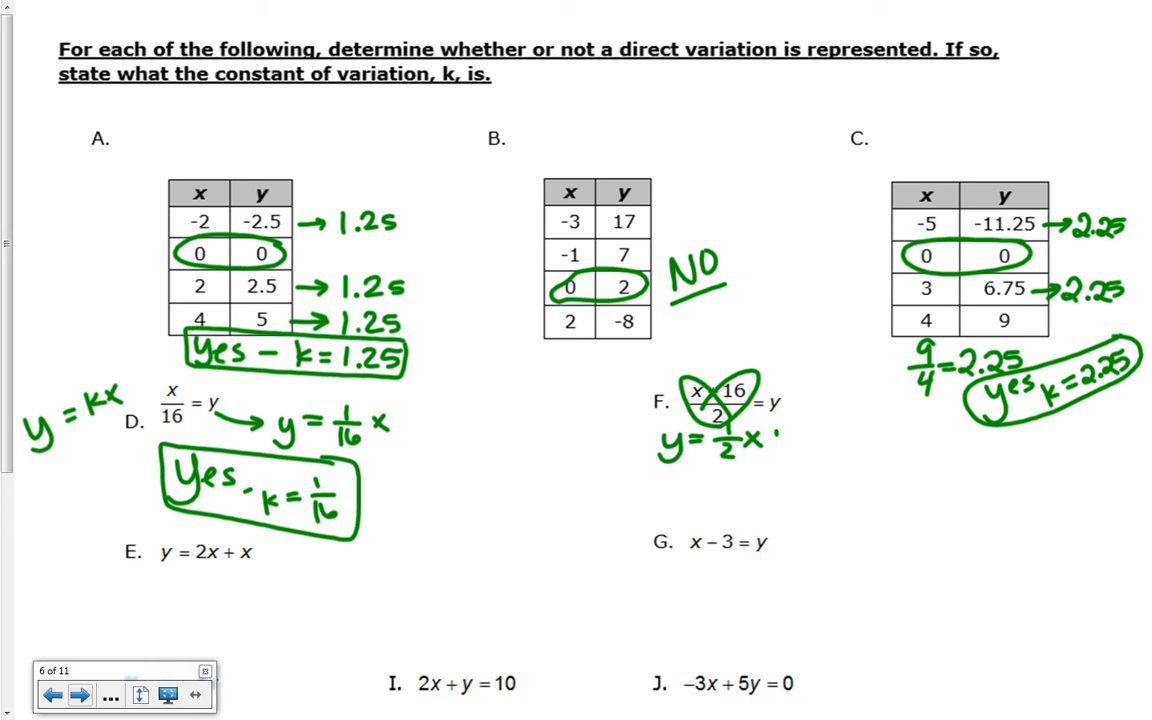 For each of the following, determine whether or not a direct variation is represented. If so,
state what the constant of variation, k, is.
A.
x y
-2 -2.5 → 1.25
0 0
2 2.5 → 1.25
4 5 → 1.25
yes - k = 1.25
B.
x y
-3 17
-1 7
0 2
2 -8
NO
C.
x y
-5 -11.25 → 2.25
0 0
3 6.75 → 2.25
4 9
9/4 = 2.25
yes k = 2.25
y = kx
D. x/16 = y → y = 1/16 x
yes - k = 1/16
E. y = 2x + x
F. x 16 / 2 = y
y = 1/2 x
G. x − 3 = y
I. 2x + y = 10
J. −3x + 5y = 0
6 of 11
...